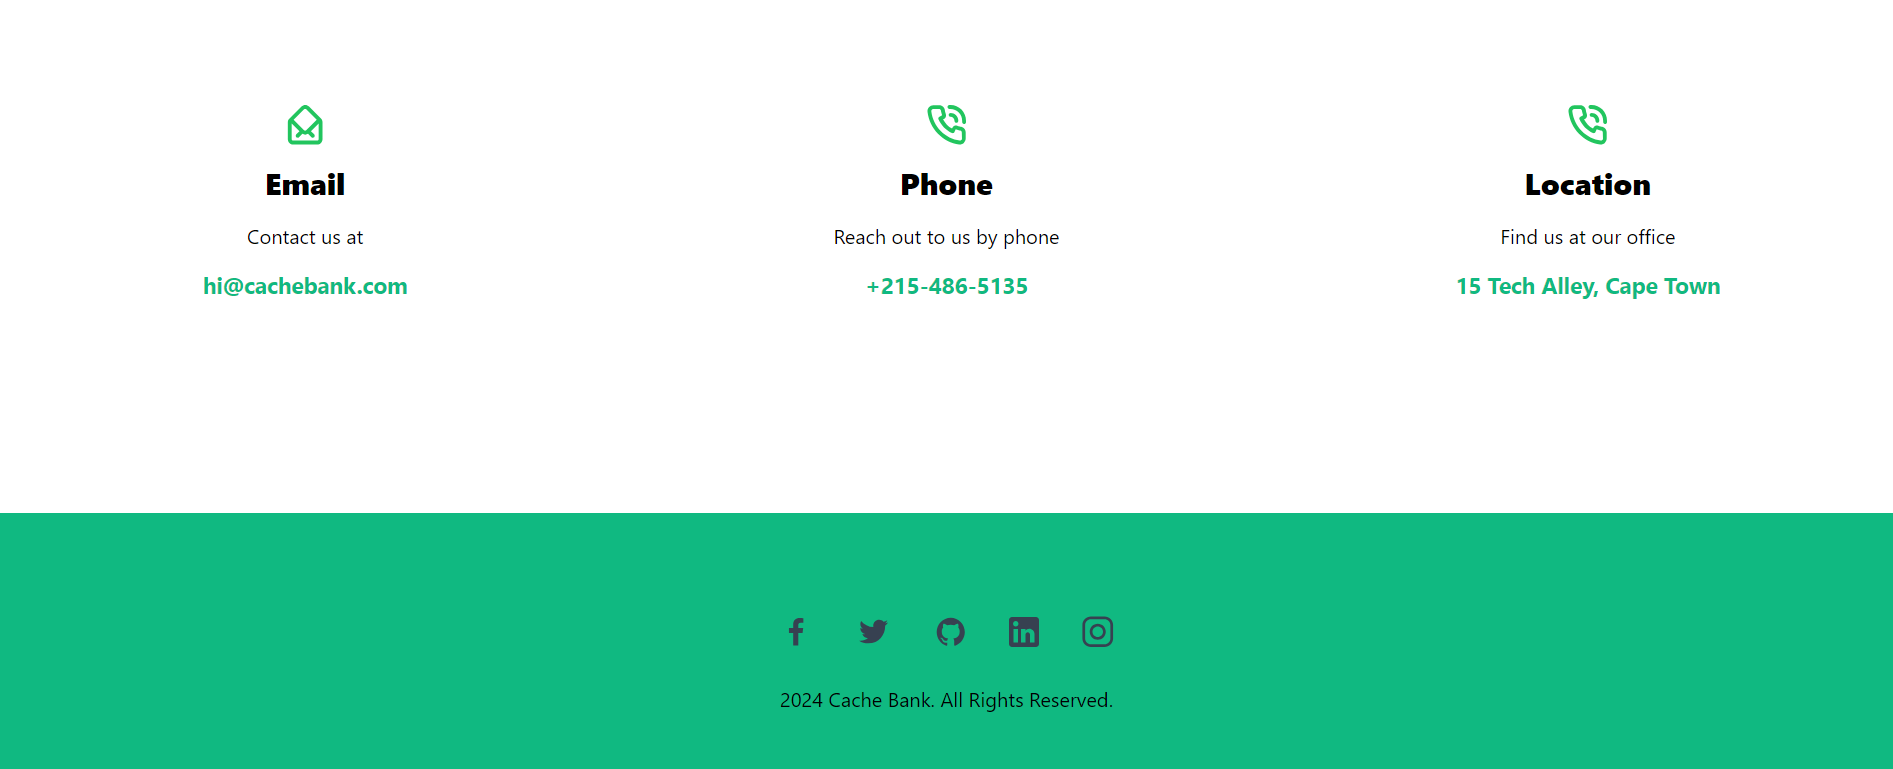 Email
Contact us at
hi@cachebank.com
Phone
Reach out to us by phone
+215-486-5135
Location
Find us at our office
15 Tech Alley, Cape Town
2024 Cache Bank. All Rights Reserved.